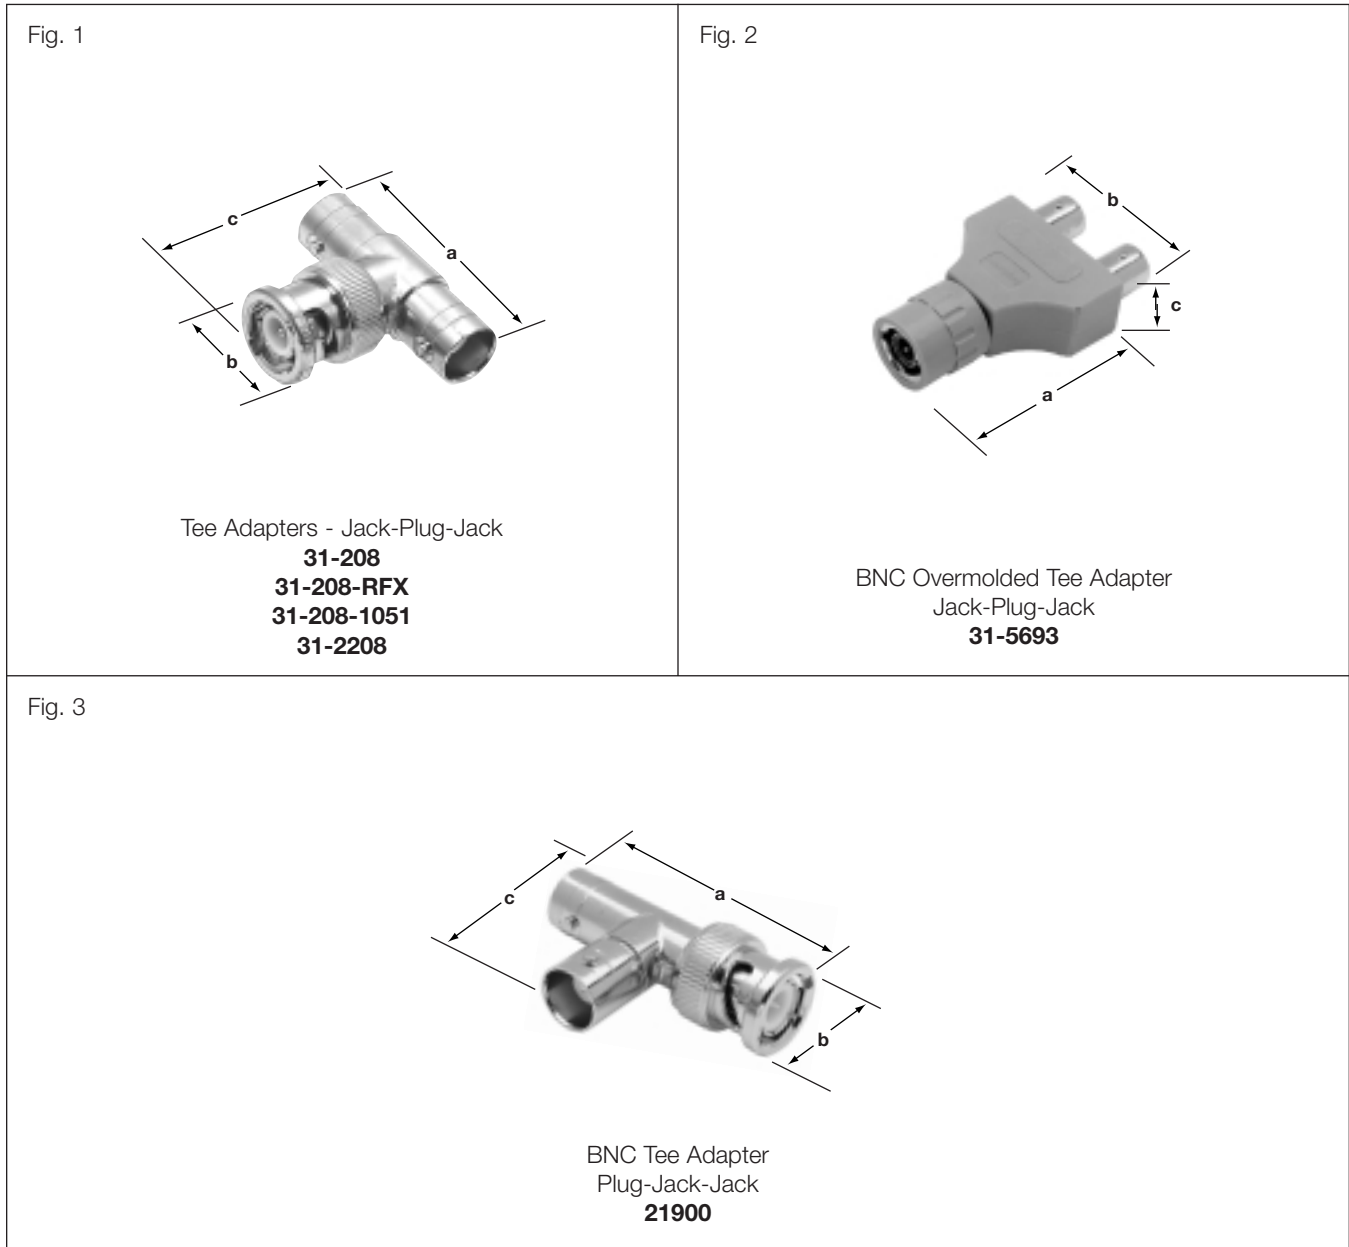 Fig. 1
c
a
b
Tee Adapters - Jack-Plug-Jack
31-208
31-208-RFX
31-208-1051
31-2208
Fig. 2
b
c
a
BNC Overmolded Tee Adapter
Jack-Plug-Jack
31-5693
Fig. 3
a
c
b
BNC Tee Adapter
Plug-Jack-Jack
21900